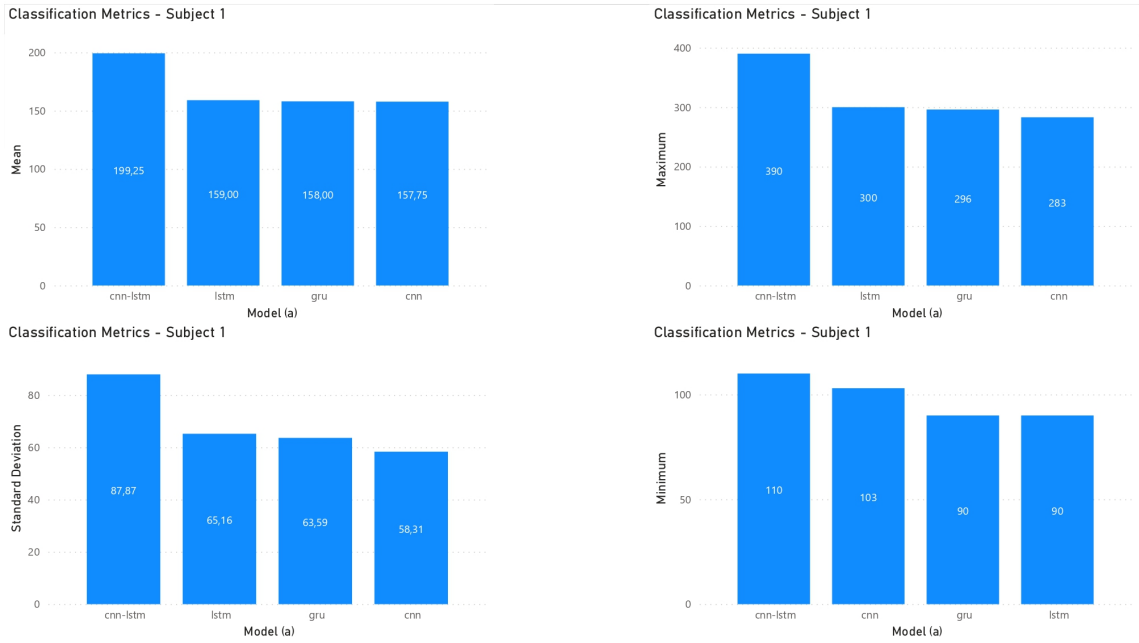 Classification Metrics - Subject 1
200
150
100
50
0
Mean
199,25
159,00
158,00
157,75
cnn-lstm
lstm
gru
cnn
Model (a)
Classification Metrics - Subject 1
400
300
200
100
0
Maximum
390
300
296
283
cnn-lstm
lstm
gru
cnn
Model (a)
Classification Metrics - Subject 1
80
60
40
20
0
Standard Deviation
87,87
65,16
63,59
58,31
cnn-lstm
lstm
gru
cnn
Model (a)
Classification Metrics - Subject 1
100
50
0
Minimum
110
103
90
90
cnn-lstm
cnn
gru
lstm
Model (a)